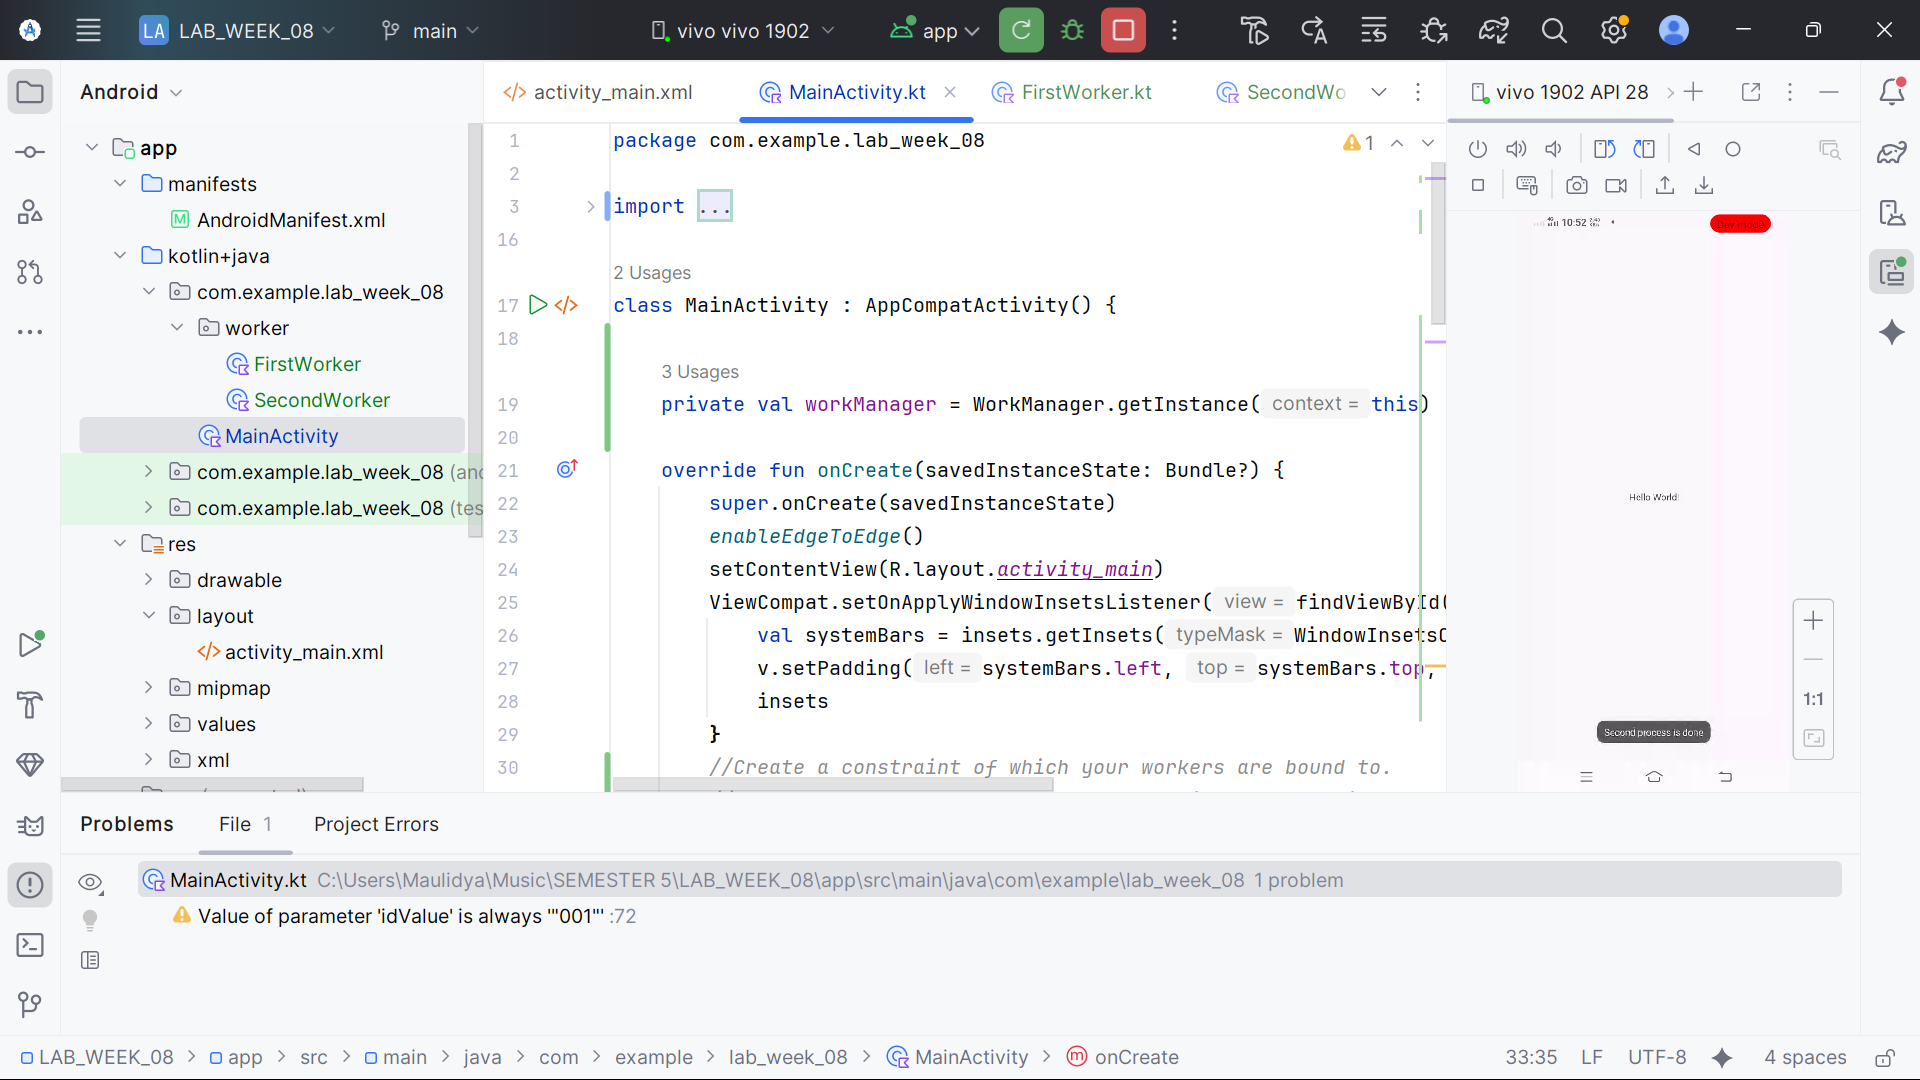 LA LAB_WEEK_08 main vivo vivo 1902 app
Android
app
manifests
AndroidManifest.xml
kotlin+java
com.example.lab_week_08
worker
FirstWorker
SecondWorker
MainActivity
com.example.lab_week_08 (and
com.example.lab_week_08 (tes
res
drawable
layout
activity_main.xml
mipmap
values
xml
activity_main.xml MainActivity.kt FirstWorker.kt SecondWo
1 package com.example.lab_week_08
1
2
3 import ...
16
2 Usages
17 class MainActivity : AppCompatActivity() {
18
3 Usages
19 private val workManager = WorkManager.getInstance( context = this)
20
21 override fun onCreate(savedInstanceState: Bundle?) {
22 super.onCreate(savedInstanceState)
23 enableEdgeToEdge()
24 setContentView(R.layout.activity_main)
25 ViewCompat.setOnApplyWindowInsetsListener( view = findViewById(
26 val systemBars = insets.getInsets( typeMask = WindowInsetsC
27 v.setPadding( left = systemBars.left, top = systemBars.top,
28 insets
29 }
30 //Create a constraint of which your workers are bound to.
vivo 1902 API 28
10:52
Dev mode
Hello World!
Second process is done
1:1
Problems File 1 Project Errors
MainActivity.kt C:\Users\Maulidya\Music\SEMESTER 5\LAB_WEEK_08\app\src\main\java\com\example\lab_week_08 1 problem
Value of parameter 'idValue' is always '"001"' :72
LAB_WEEK_08 > app > src > main > java > com > example > lab_week_08 > MainActivity > onCreate
33:35 LF UTF-8 4 spaces